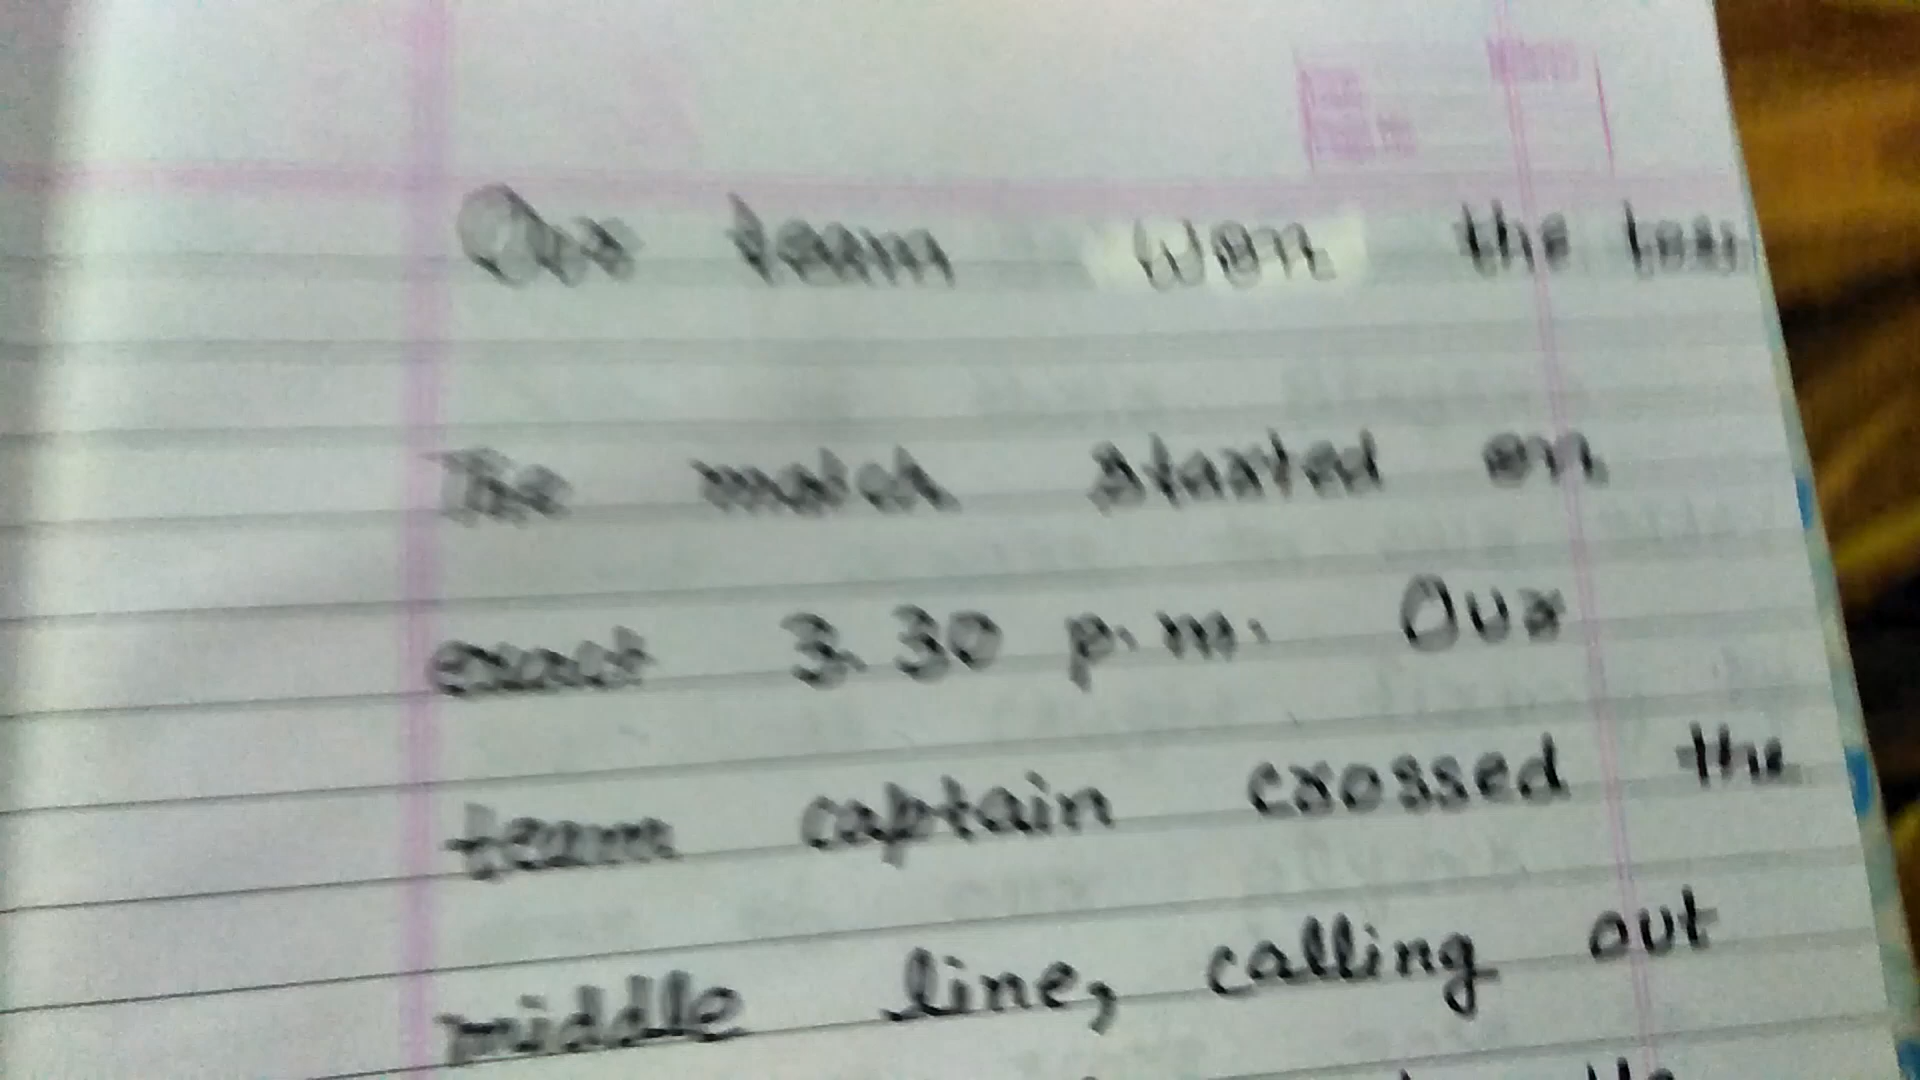 Our team won the toss
The match started on
exact 3.30 p.m. Our
team captain crossed the
middle line, calling out